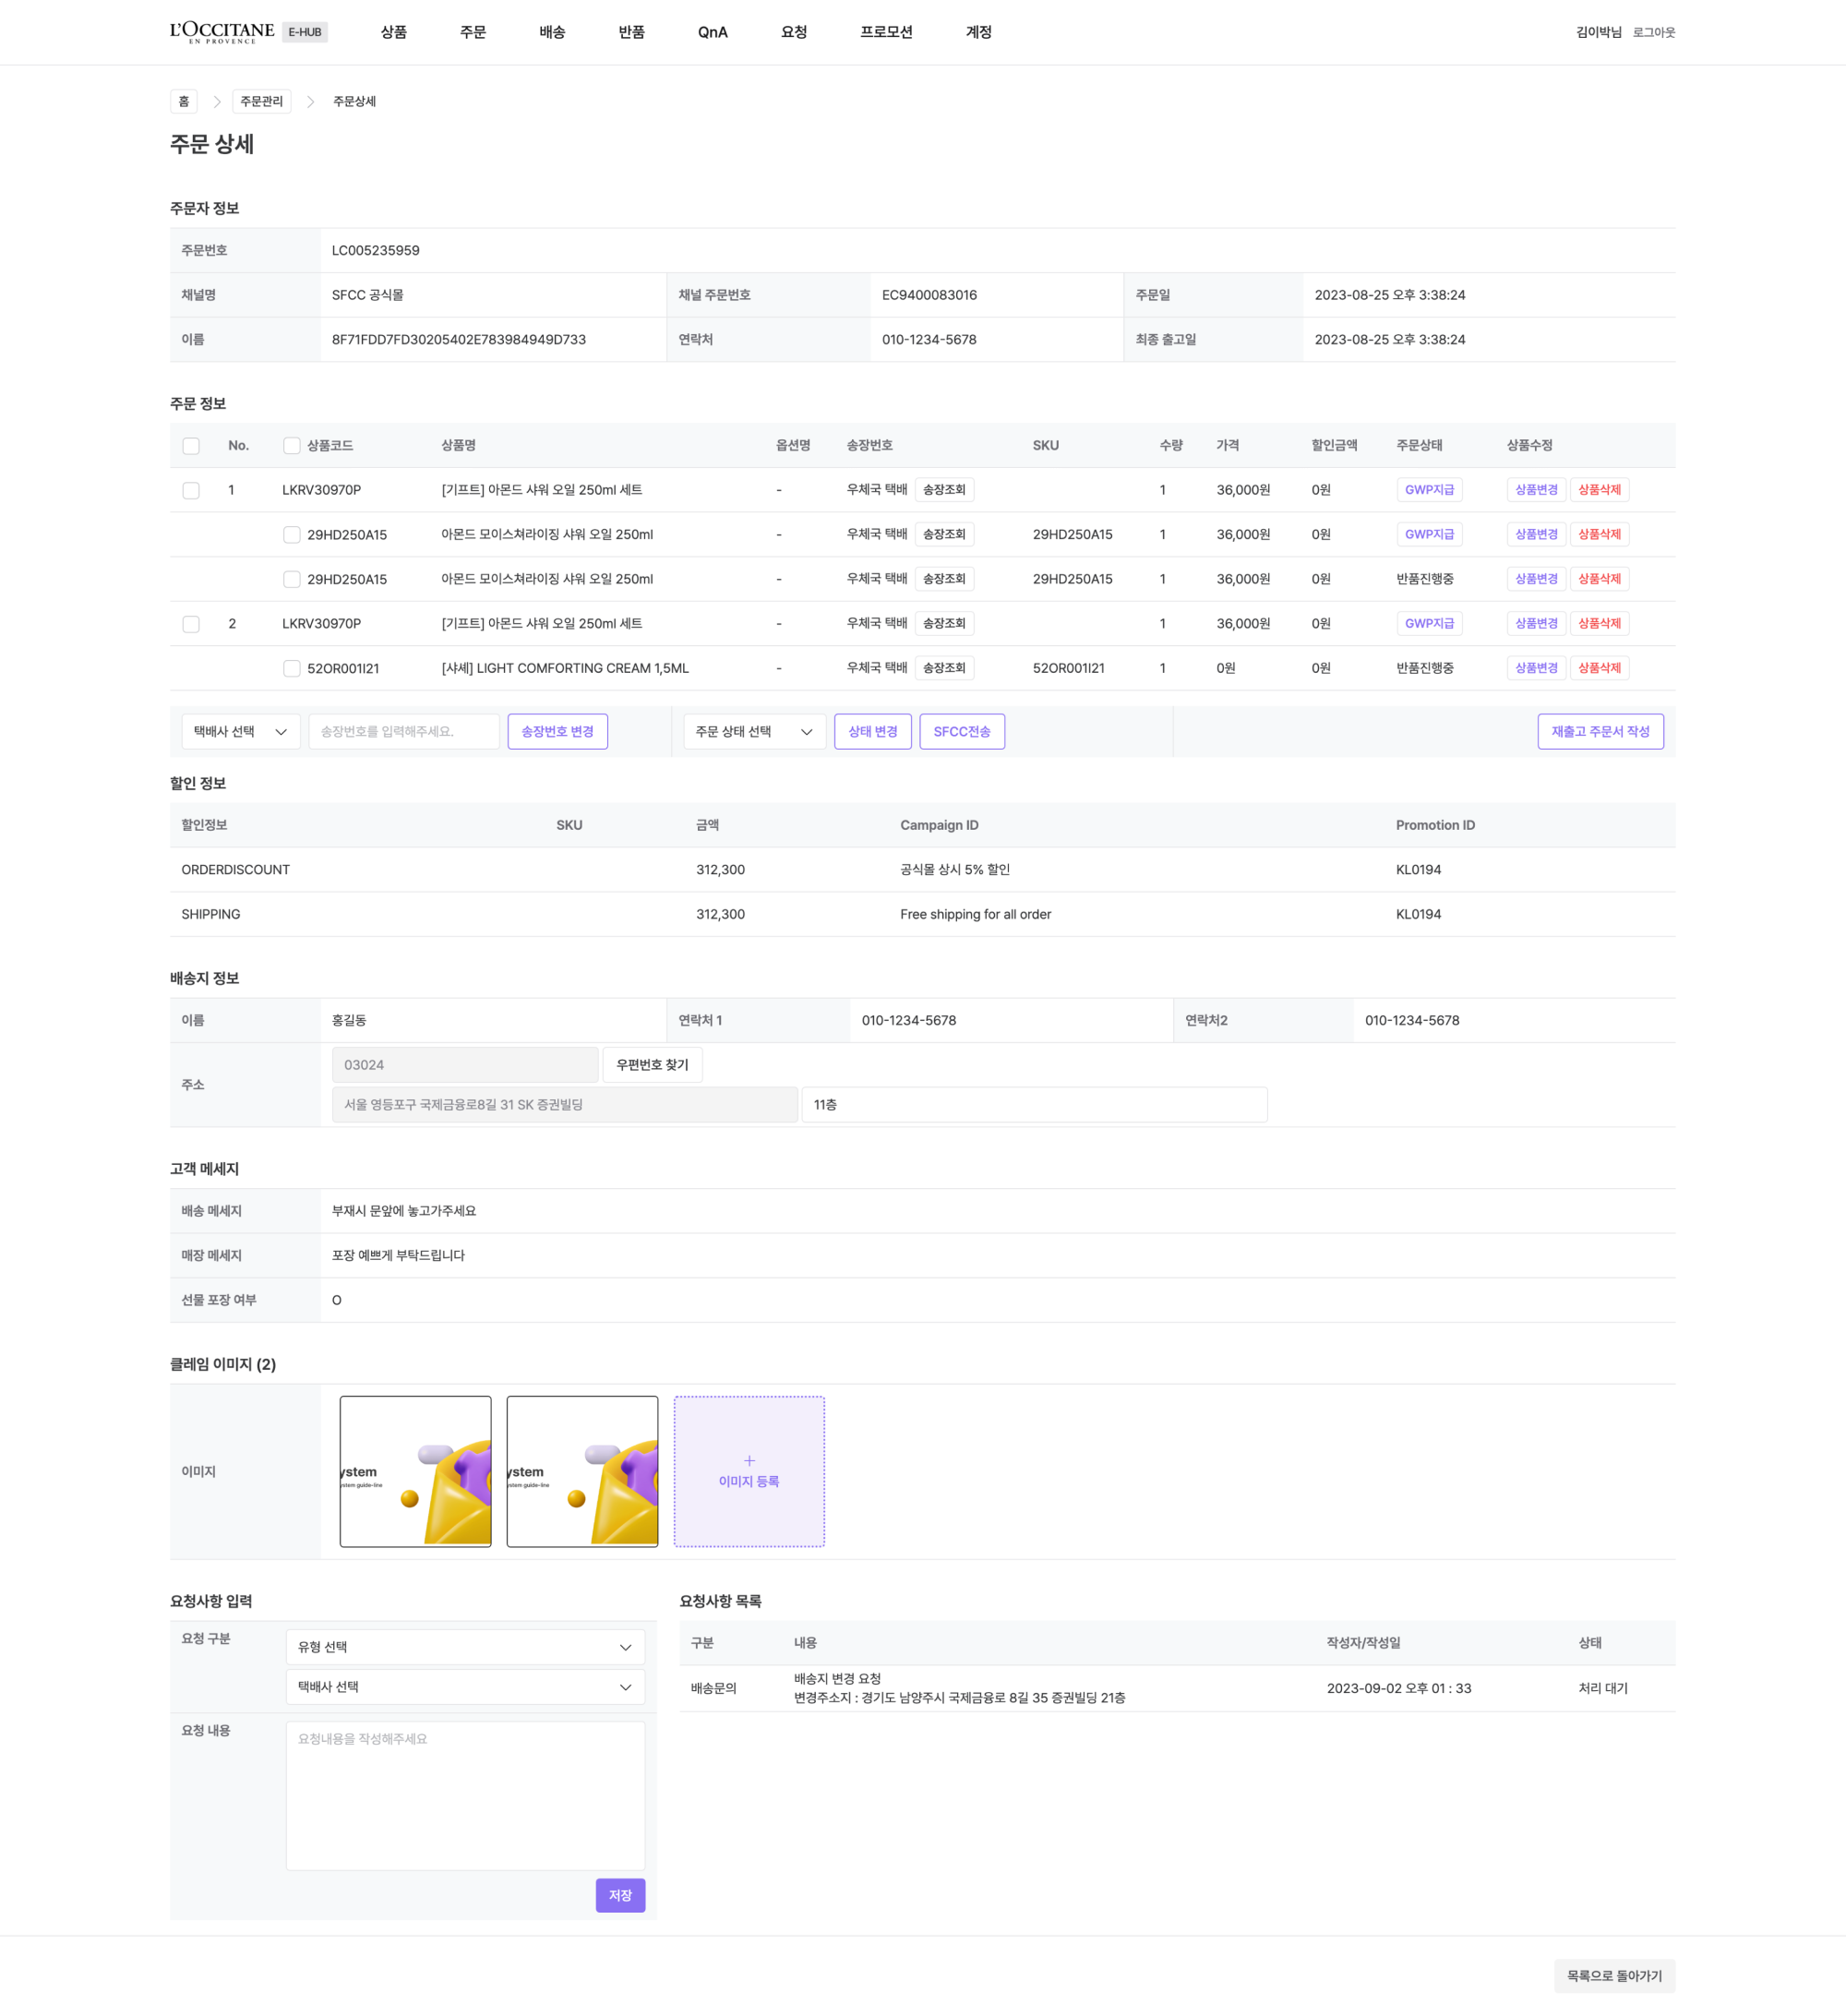 L'OCCITANE
EN PROVENCE
E-HUB 상품 주문 배송 반품 QnA 요청 프로모션 계정 김이박님 로그아웃
홈 주문관리 주문상세
주문 상세
주문자 정보
주문번호 LC005235959
채널명 SFCC 공식몰 채널 주문번호 EC9400083016 주문일 2023-08-25 오후 3:38:24
이름 8F71FDD7FD30205402E783984949D733 연락처 010-1234-5678 최종 출고일 2023-08-25 오후 3:38:24
주문 정보
No. 상품코드 상품명 옵션명 송장번호 SKU 수량 가격 할인금액 주문상태 상품수정
1 LKRV30970P [기프트] 아몬드 샤워 오일 250ml 세트 - 우체국 택배 송장조회 1 36,000원 0원 GWP지급 상품변경 상품삭제
29HD250A15 아몬드 모이스쳐라이징 샤워 오일 250ml - 우체국 택배 송장조회 29HD250A15 1 36,000원 0원 GWP지급 상품변경 상품삭제
29HD250A15 아몬드 모이스쳐라이징 샤워 오일 250ml - 우체국 택배 송장조회 29HD250A15 1 36,000원 0원 반품진행중 상품변경 상품삭제
2 LKRV30970P [기프트] 아몬드 샤워 오일 250ml 세트 - 우체국 택배 송장조회 1 36,000원 0원 GWP지급 상품변경 상품삭제
52OR001I21 [샤셰] LIGHT COMFORTING CREAM 1,5ML - 우체국 택배 송장조회 52OR001I21 1 0원 0원 반품진행중 상품변경 상품삭제
택배사 선택 송장번호를 입력해주세요. 송장번호 변경 주문 상태 선택 상태 변경 SFCC전송 재출고 주문서 작성
할인 정보
할인정보 SKU 금액 Campaign ID Promotion ID
ORDERDISCOUNT 312,300 공식몰 상시 5% 할인 KL0194
SHIPPING 312,300 Free shipping for all order KL0194
배송지 정보
이름 홍길동 연락처 1 010-1234-5678 연락처2 010-1234-5678
주소 03024 우편번호 찾기
서울 영등포구 국제금융로8길 31 SK 증권빌딩 11층
고객 메세지
배송 메세지 부재시 문앞에 놓고가주세요
매장 메세지 포장 예쁘게 부탁드립니다
선물 포장 여부 O
클레임 이미지 (2)
이미지
ystem
ystem guide-line
ystem
ystem guide-line
+
이미지 등록
요청사항 입력
요청 구분 유형 선택
택배사 선택
요청 내용 요청내용을 작성해주세요
저장
요청사항 목록
구분 내용 작성자/작성일 상태
배송문의 배송지 변경 요청
변경주소지 : 경기도 남양주시 국제금융로 8길 35 증권빌딩 21층 2023-09-02 오후 01 : 33 처리 대기
목록으로 돌아가기